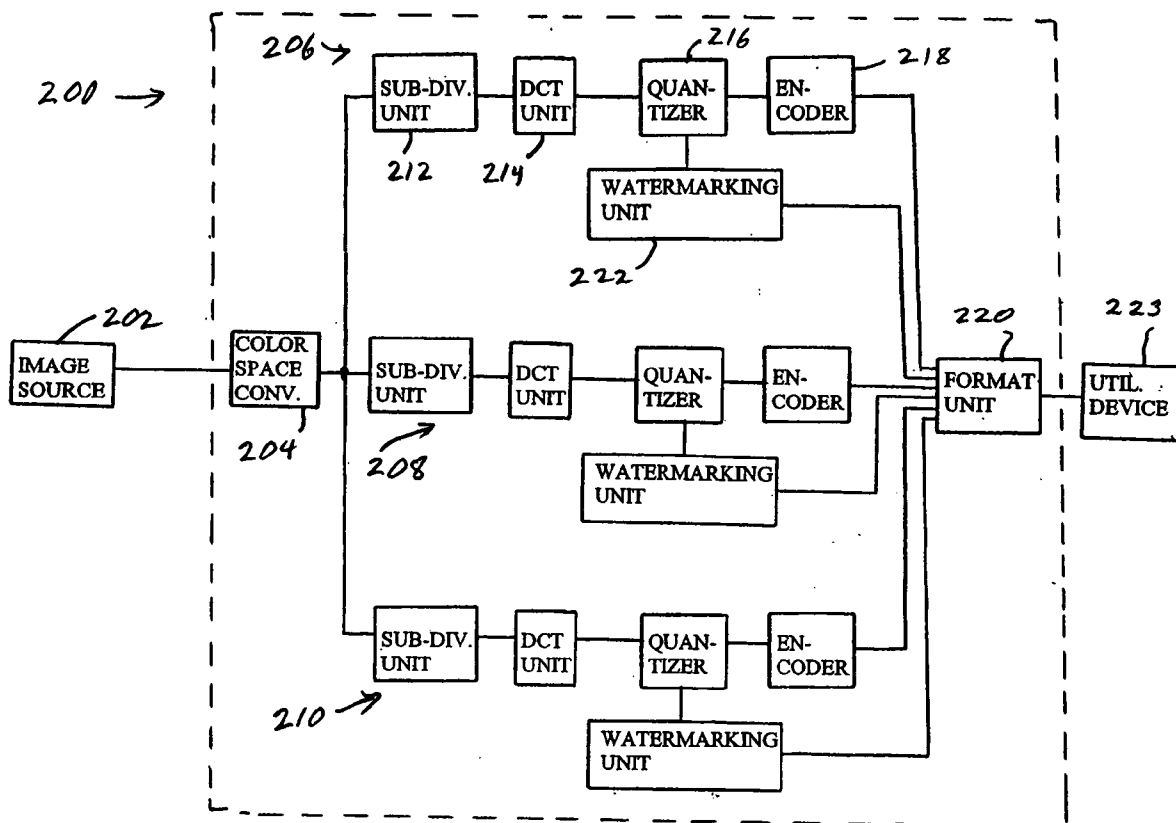 206
216
218
200
SUB-DIV.
UNIT
DCT
UNIT
QUAN-
TIZER
EN-
CODER
212
214
WATERMARKING
UNIT
222
202
223
220
IMAGE
SOURCE
COLOR
SPACE
CONV.
SUB-DIV.
UNIT
DCT
UNIT
QUAN-
TIZER
EN-
CODER
FORMAT
UNIT
UTIL.
DEVICE
204
208
WATERMARKING
UNIT
SUB-DIV.
UNIT
DCT
UNIT
QUAN-
TIZER
EN-
CODER
210
WATERMARKING
UNIT